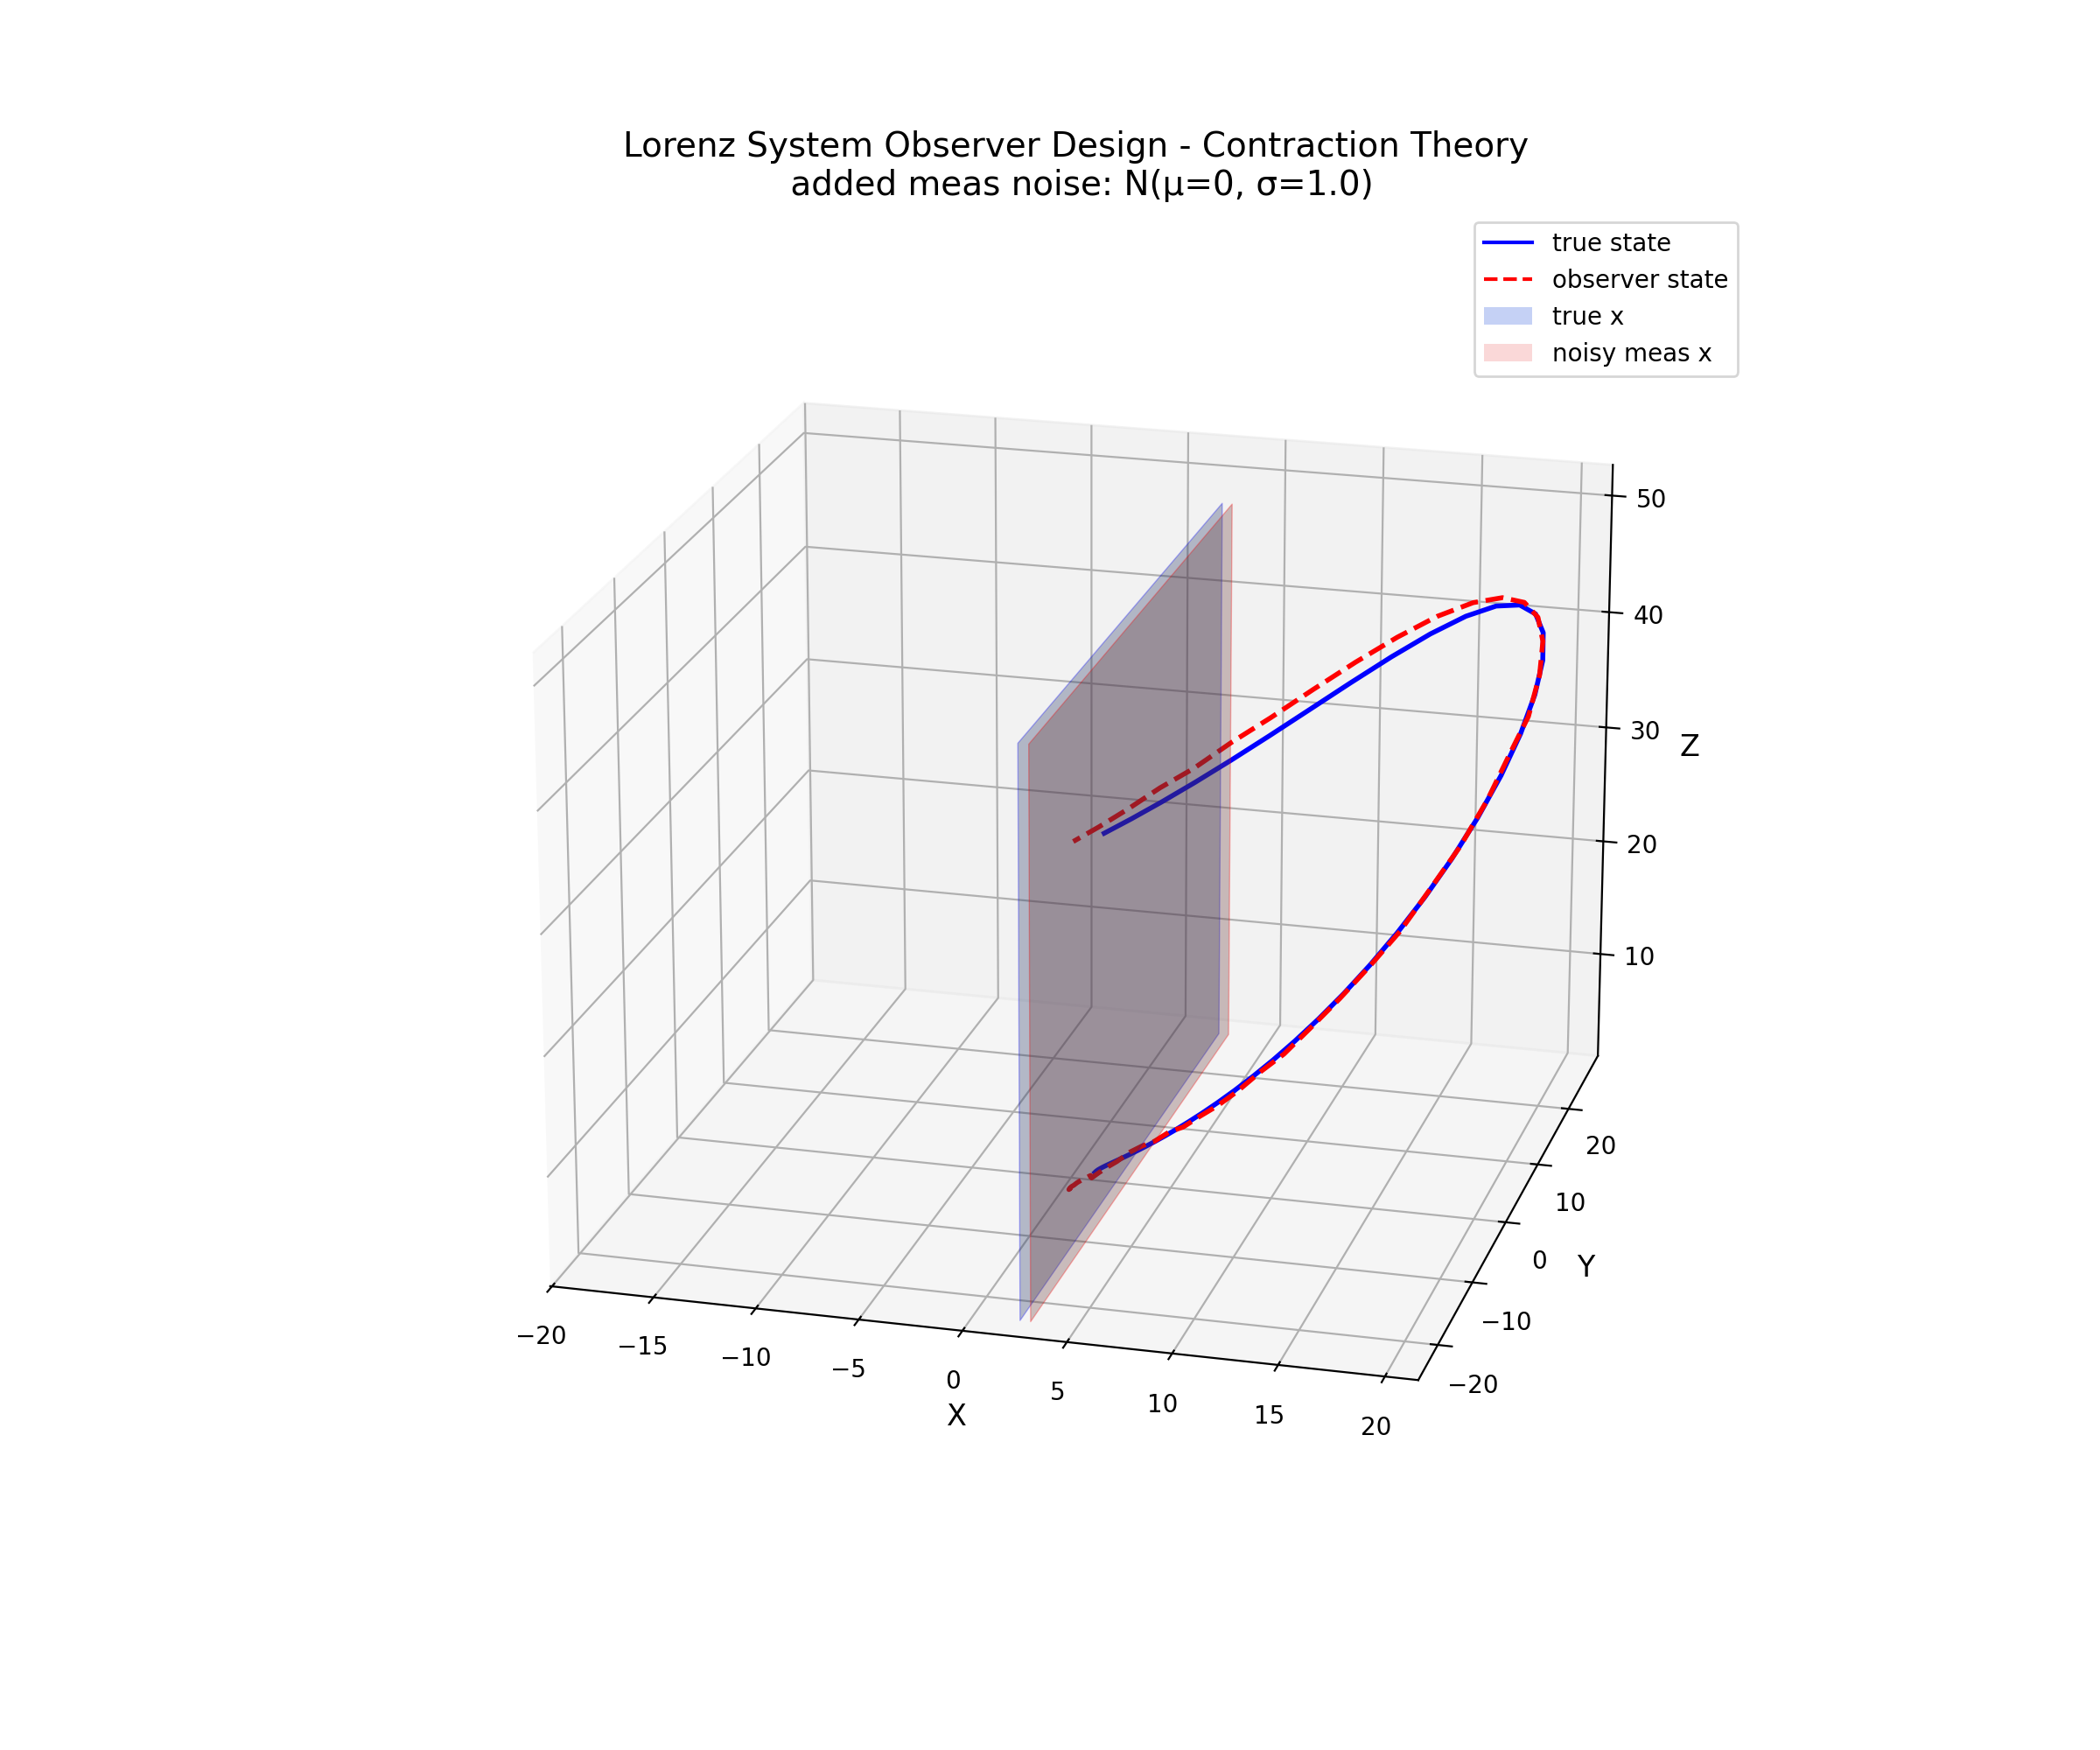 Lorenz System Observer Design - Contraction Theory
added meas noise: N(μ=0, σ=1.0)
true state
observer state
true x
noisy meas x
50
40
30
Z
20
10
20
10
0
Y
−10
−20
−20
−15
−10
−5
0
5
10
15
20
X